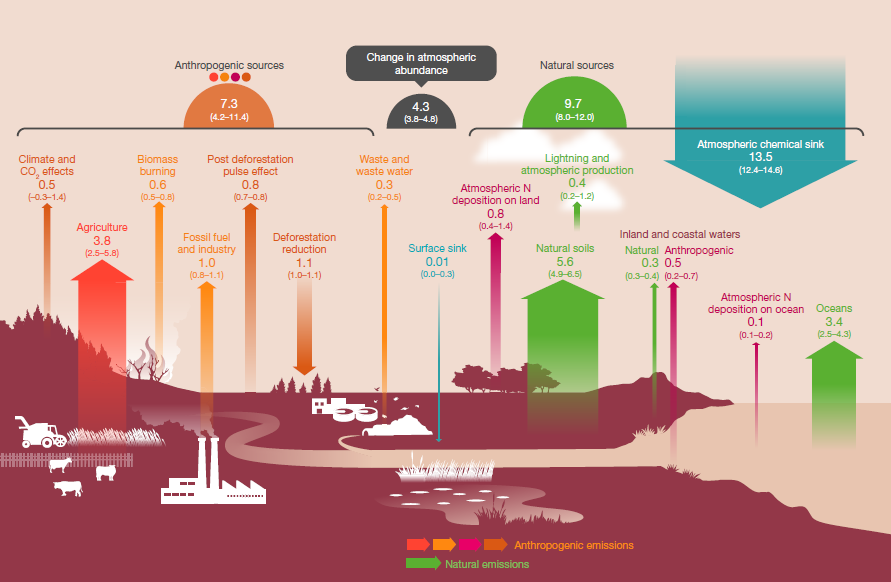 Change in atmospheric
abundance
4.3
(3.8–4.8)
Anthropogenic sources
7.3
(4.2–11.4)
Natural sources
9.7
(8.0–12.0)
Atmospheric chemical sink
13.5
(12.4–14.6)
Climate and
CO₂ effects
0.5
(–0.3–1.4)
Agriculture
3.8
(2.5–5.8)
Biomass
burning
0.6
(0.5–0.8)
Fossil fuel
and industry
1.0
(0.8–1.1)
Post deforestation
pulse effect
0.8
(0.7–0.8)
Deforestation
reduction
1.1
(1.0–1.1)
Waste and
waste water
0.3
(0.2–0.5)
Surface sink
0.01
(0.0–0.3)
Atmospheric N
deposition on land
0.8
(0.4–1.4)
Lightning and
atmospheric production
0.4
(0.2–1.2)
Natural soils
5.6
(4.9–6.5)
Inland and coastal waters
Natural
0.3
(0.3–0.4)
Anthropogenic
0.5
(0.2–0.7)
Atmospheric N
deposition on ocean
0.1
(0.1–0.2)
Oceans
3.4
(2.5–4.3)
Anthropogenic emissions
Natural emissions